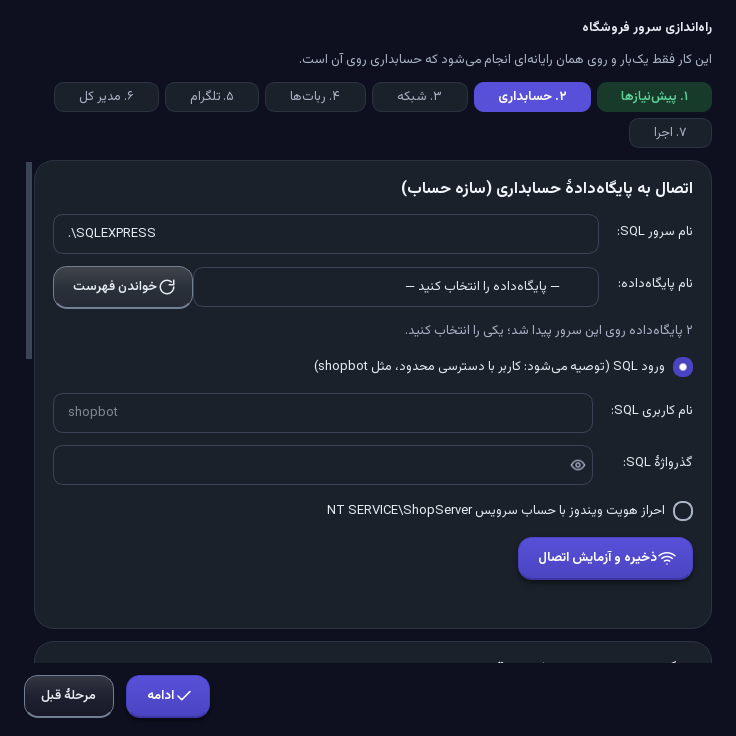 راه‌اندازی سرور فروشگاه
این کار فقط یک‌بار و روی همان رایانه‌ای انجام می‌شود که حسابداری روی آن است.
۱. پیش‌نیازها
۲. حسابداری
۳. شبکه
۴. ربات‌ها
۵. تلگرام
۶. مدیر کل
۷. اجرا
اتصال به پایگاه‌دادهٔ حسابداری (سازه حساب)
نام سرور SQL:
.\SQLEXPRESS
نام پایگاه‌داده:
— پایگاه‌داده را انتخاب کنید —
خواندن فهرست
۲ پایگاه‌داده روی این سرور پیدا شد؛ یکی را انتخاب کنید.
ورود SQL (توصیه می‌شود: کاربر با دسترسی محدود، مثل shopbot)
نام کاربری SQL:
shopbot
گذرواژهٔ SQL:
احراز هویت ویندوز با حساب سرویس NT SERVICE\ShopServer
ذخیره و آزمایش اتصال
ادامه
مرحلهٔ قبل